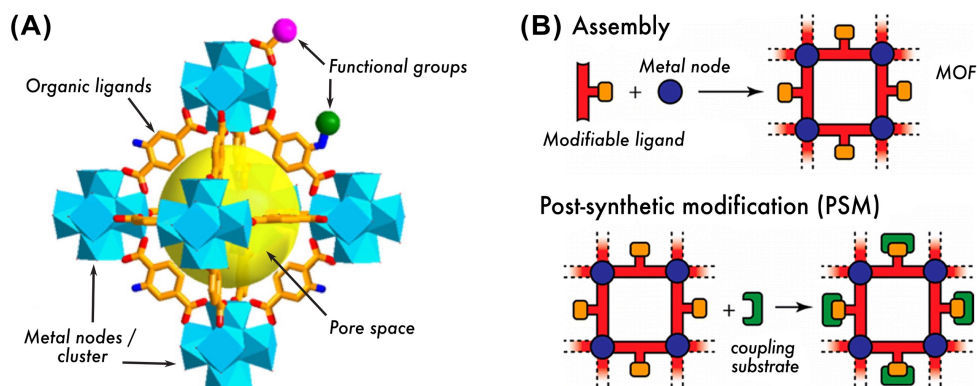 (A)
Organic ligands
Functional groups
Metal nodes /
cluster
Pore space
(B) Assembly
Metal node
MOF
+
Modifiable ligand
Post-synthetic modification (PSM)
+
coupling
substrate